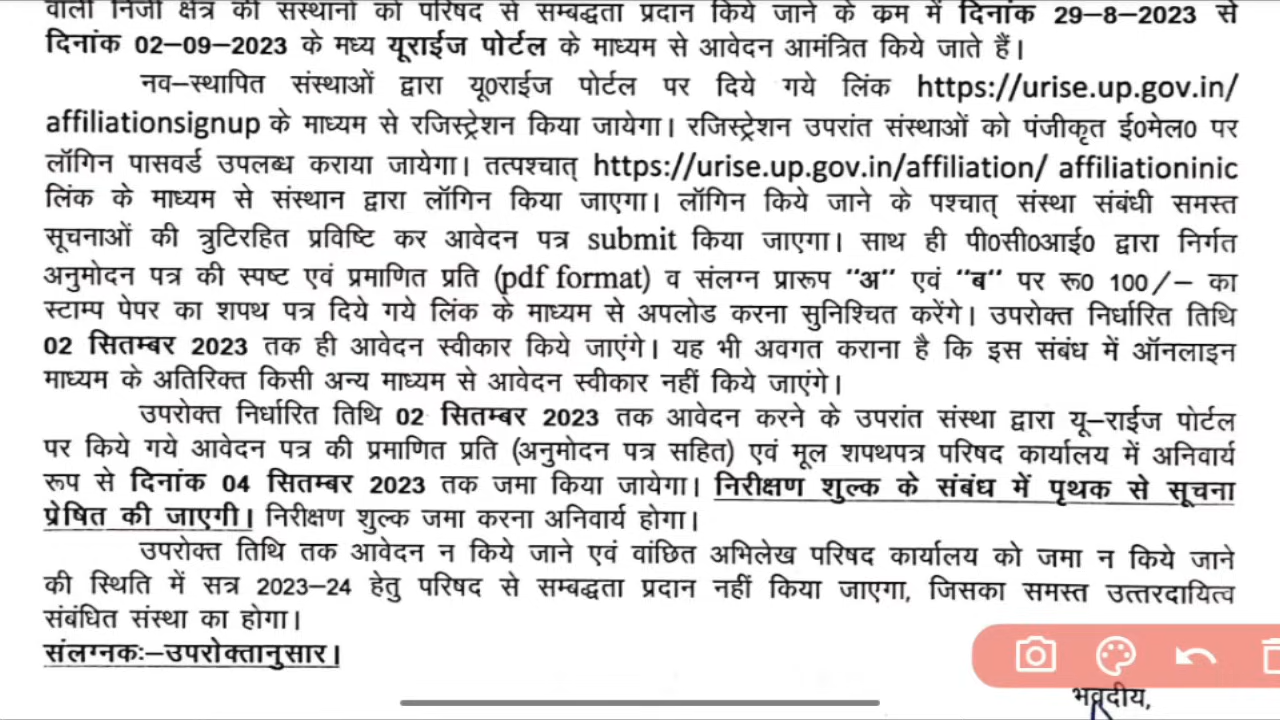 वाली निजी क्षेत्र की संस्थानों को परिषद से सम्बद्धता प्रदान किये जाने के क्रम में दिनांक 29-8-2023 से
दिनांक 02-09-2023 के मध्य यूराईज पोर्टल के माध्यम से आवेदन आमंत्रित किये जाते हैं।
नव-स्थापित संस्थाओं द्वारा यू0राईज पोर्टल पर दिये गये लिंक https://urise.up.gov.in/
affiliationsignup के माध्यम से रजिस्ट्रेशन किया जायेगा। रजिस्ट्रेशन उपरांत संस्थाओं को पंजीकृत ई0मेल0 पर
लॉगिन पासवर्ड उपलब्ध कराया जायेगा। तत्पश्चात् https://urise.up.gov.in/affiliation/ affiliationinic
लिंक के माध्यम से संस्थान द्वारा लॉगिन किया जाएगा। लॉगिन किये जाने के पश्चात् संस्था संबंधी समस्त
सूचनाओं की त्रुटिरहित प्रविष्टि कर आवेदन पत्र submit किया जाएगा। साथ ही पी0सी0आई0 द्वारा निर्गत
अनुमोदन पत्र की स्पष्ट एवं प्रमाणित प्रति (pdf format) व संलग्न प्रारूप "अ" एवं "ब" पर रू0 100/- का
स्टाम्प पेपर का शपथ पत्र दिये गये लिंक के माध्यम से अपलोड करना सुनिश्चित करेंगे। उपरोक्त निर्धारित तिथि
02 सितम्बर 2023 तक ही आवेदन स्वीकार किये जाएंगे। यह भी अवगत कराना है कि इस संबंध में ऑनलाइन
माध्यम के अतिरिक्त किसी अन्य माध्यम से आवेदन स्वीकार नहीं किये जाएंगे।
उपरोक्त निर्धारित तिथि 02 सितम्बर 2023 तक आवेदन करने के उपरांत संस्था द्वारा यू-राईज पोर्टल
पर किये गये आवेदन पत्र की प्रमाणित प्रति (अनुमोदन पत्र सहित) एवं मूल शपथपत्र परिषद कार्यालय में अनिवार्य
रूप से दिनांक 04 सितम्बर 2023 तक जमा किया जायेगा। निरीक्षण शुल्क के संबंध में पृथक से सूचना
प्रेषित की जाएगी। निरीक्षण शुल्क जमा करना अनिवार्य होगा।
उपरोक्त तिथि तक आवेदन न किये जाने एवं वांछित अभिलेख परिषद कार्यालय को जमा न किये जाने
की स्थिति में सत्र 2023-24 हेतु परिषद से सम्बद्धता प्रदान नहीं किया जाएगा, जिसका समस्त उत्तरदायित्व
संबंधित संस्था का होगा।
संलग्नकः-उपरोक्तानुसार।
भवदीय,